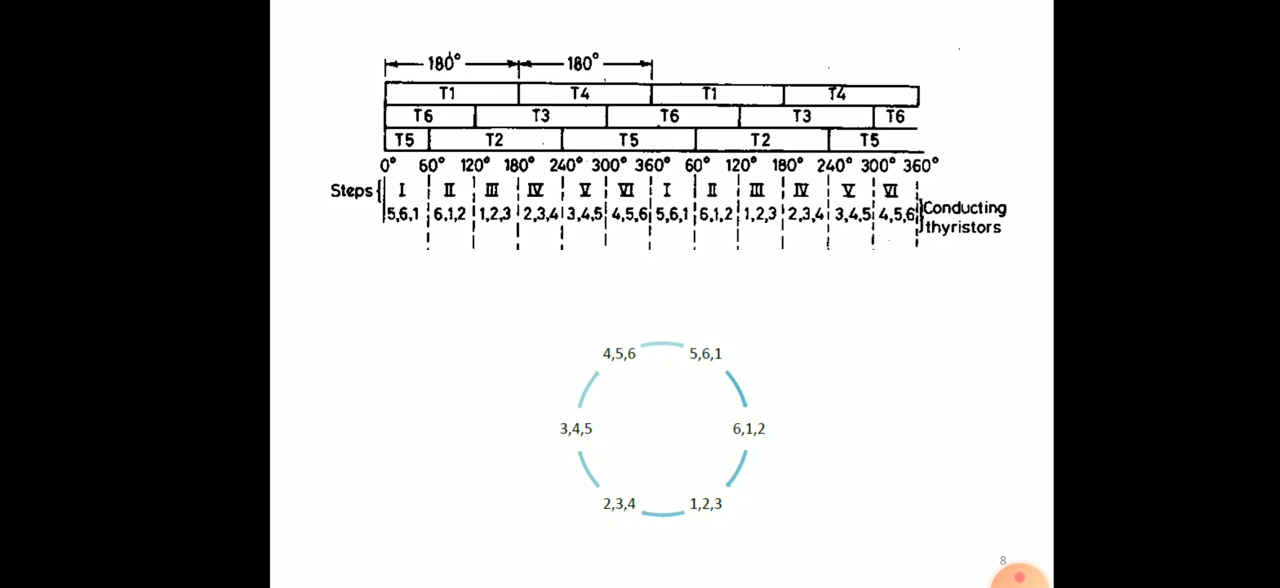 180° 180°
T1 T4 T1 T4
T6 T3 T6 T3 T6
T5 T2 T5 T2 T5
0° 60° 120° 180° 240° 300° 360° 60° 120° 180° 240° 300° 360°
Steps I II III IV V VI I II III IV V VI
5,6,1 6,1,2 1,2,3 2,3,4 3,4,5 4,5,6 5,6,1 6,1,2 1,2,3 2,3,4 3,4,5 4,5,6 Conducting
thyristors
4,5,6 5,6,1
3,4,5 6,1,2
2,3,4 1,2,3
8